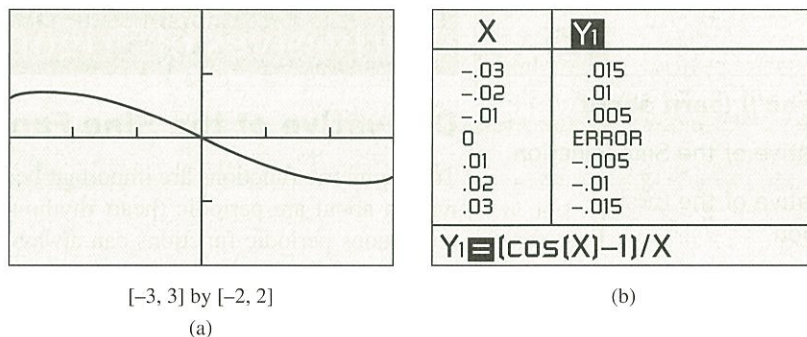 X Y1
-.03 .015
-.02 .01
-.01 .005
0 ERROR
.01 -.005
.02 -.01
.03 -.015
Y1=(cos(X)-1)/X
[–3, 3] by [–2, 2]
(a)
(b)